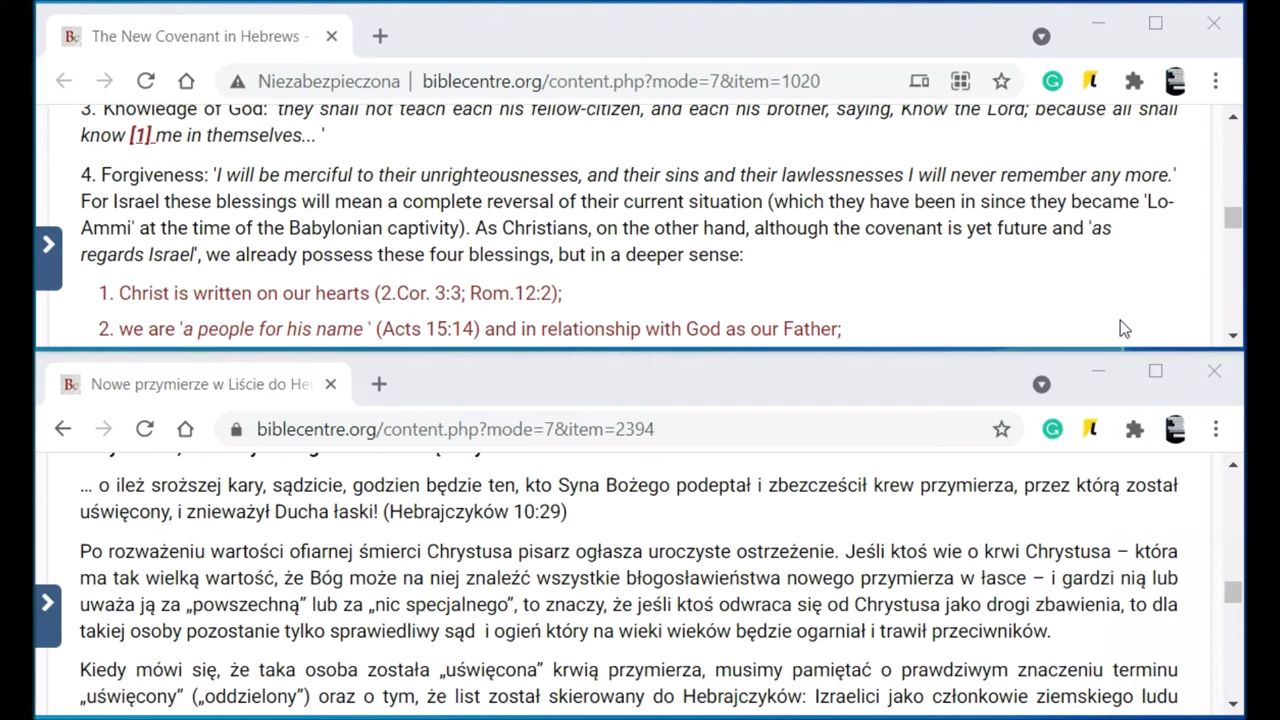 The New Covenant in Hebrews -
Niezabezpieczona | biblecentre.org/content.php?mode=7&item=1020
3. Knowledge of God: 'they shall not teach each his fellow-citizen, and each his brother, saying, Know the Lord; because all shall
know [1] me in themselves... '
4. Forgiveness: 'I will be merciful to their unrighteousnesses, and their sins and their lawlessnesses I will never remember any more.'
For Israel these blessings will mean a complete reversal of their current situation (which they have been in since they became 'Lo-
Ammi' at the time of the Babylonian captivity). As Christians, on the other hand, although the covenant is yet future and 'as
regards Israel', we already possess these four blessings, but in a deeper sense:
1. Christ is written on our hearts (2.Cor. 3:3; Rom.12:2);
2. we are 'a people for his name ' (Acts 15:14) and in relationship with God as our Father;
Nowe przymierze w Liście do He
biblecentre.org/content.php?mode=7&item=2394
... o ileż sroższej kary, sądzicie, godzien będzie ten, kto Syna Bożego podeptał i zbezcześcił krew przymierza, przez którą został
uświęcony, i znieważył Ducha łaski! (Hebrajczyków 10:29)
Po rozważeniu wartości ofiarnej śmierci Chrystusa pisarz ogłasza uroczyste ostrzeżenie. Jeśli ktoś wie o krwi Chrystusa – która
ma tak wielką wartość, że Bóg może na niej znaleźć wszystkie błogosławieństwa nowego przymierza w łasce – i gardzi nią lub
uważa ją za „powszechną" lub za „nic specjalnego", to znaczy, że jeśli ktoś odwraca się od Chrystusa jako drogi zbawienia, to dla
takiej osoby pozostanie tylko sprawiedliwy sąd i ogień który na wieki wieków będzie ogarniał i trawił przeciwników.
Kiedy mówi się, że taka osoba została „uświęcona" krwią przymierza, musimy pamiętać o prawdziwym znaczeniu terminu
„uświęcony" („oddzielony") oraz o tym, że list został skierowany do Hebrajczyków: Izraelici jako członkowie ziemskiego ludu